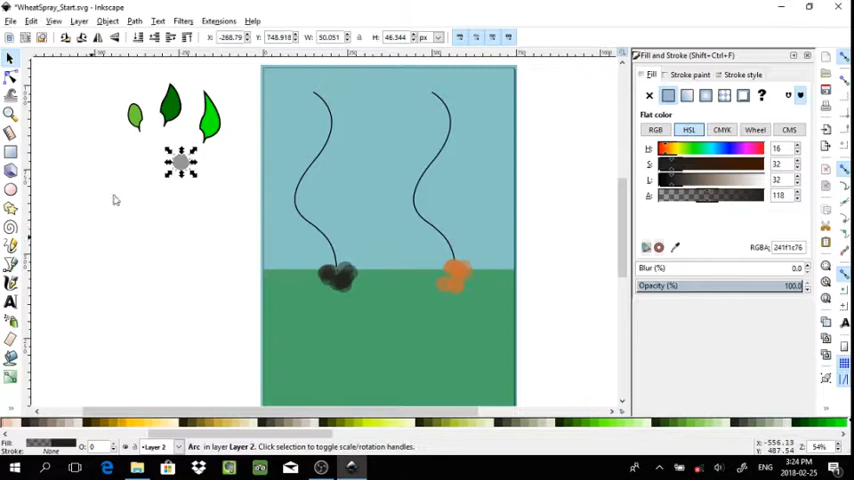 *WheatSpray_Start.svg - Inkscape
File Edit View Layer Object Path Text Filters Extensions Help
X: -268.79 Y: 748.918 W: 50.051 H: 46.344 px
Fill and Stroke (Shift+Ctrl+F)
Fill Stroke paint Stroke style
?
Flat color
RGB HSL CMYK Wheel CMS
H: 16
S: 32
L: 32
A: 118
RGBA: 241f1c76
Blur (%) 0.0
Opacity (%) 100.0
Fill: O: 0 Layer 2 Arc in layer Layer 2. Click selection to toggle scale/rotation handles. X: -556.13 Z: 54%
Stroke: None Y: 487.54
ENG 3:24 PM
2018-02-25